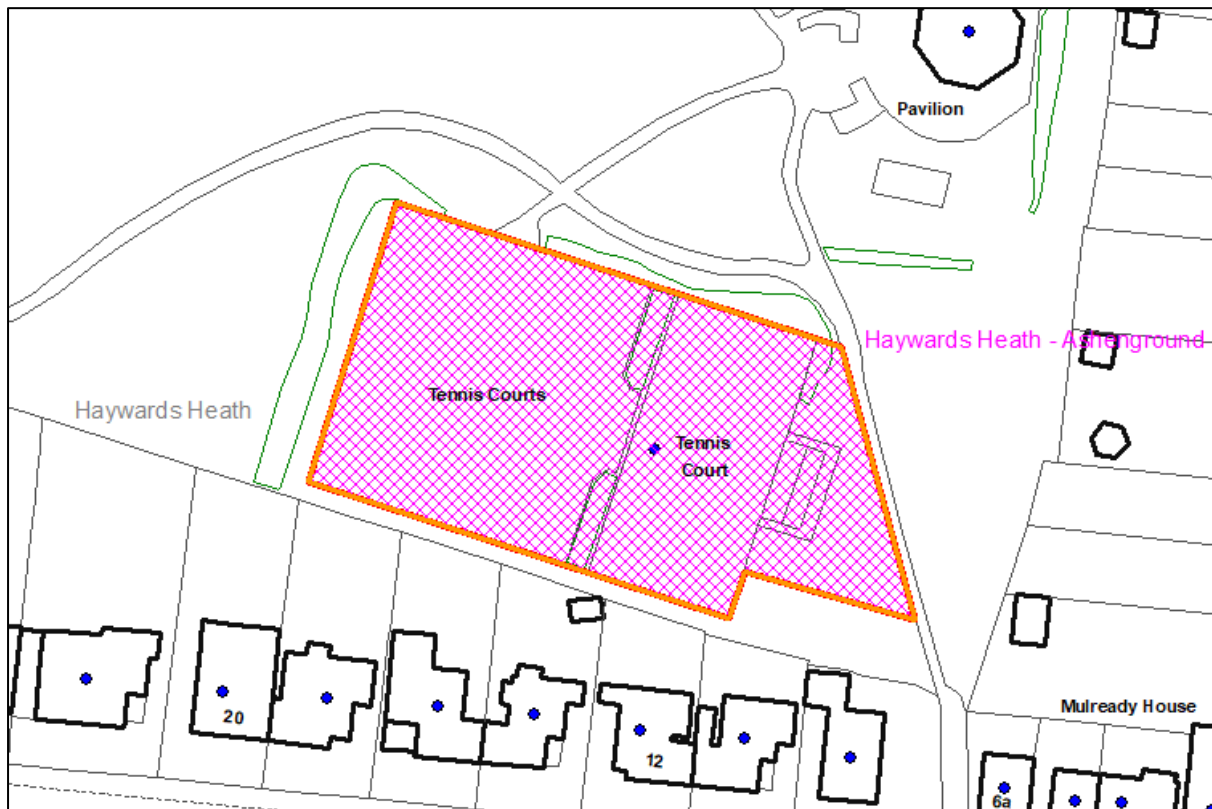 Pavilion
Haywards Heath - Ashenground
Tennis Courts
Haywards Heath
Tennis
Court
Mulready House
20
12
6a